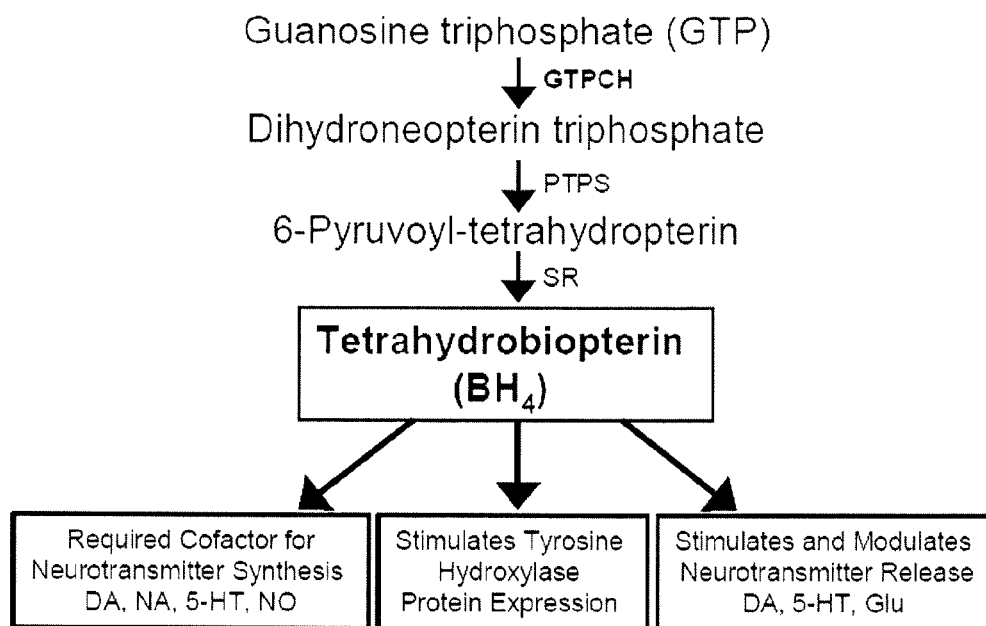 Guanosine triphosphate (GTP)
GTPCH
Dihydroneopterin triphosphate
PTPS
6-Pyruvoyl-tetrahydropterin
SR
Tetrahydrobiopterin
(BH₄)
Required Cofactor for
Neurotransmitter Synthesis
DA, NA, 5-HT, NO
Stimulates Tyrosine
Hydroxylase
Protein Expression
Stimulates and Modulates
Neurotransmitter Release
DA, 5-HT, Glu